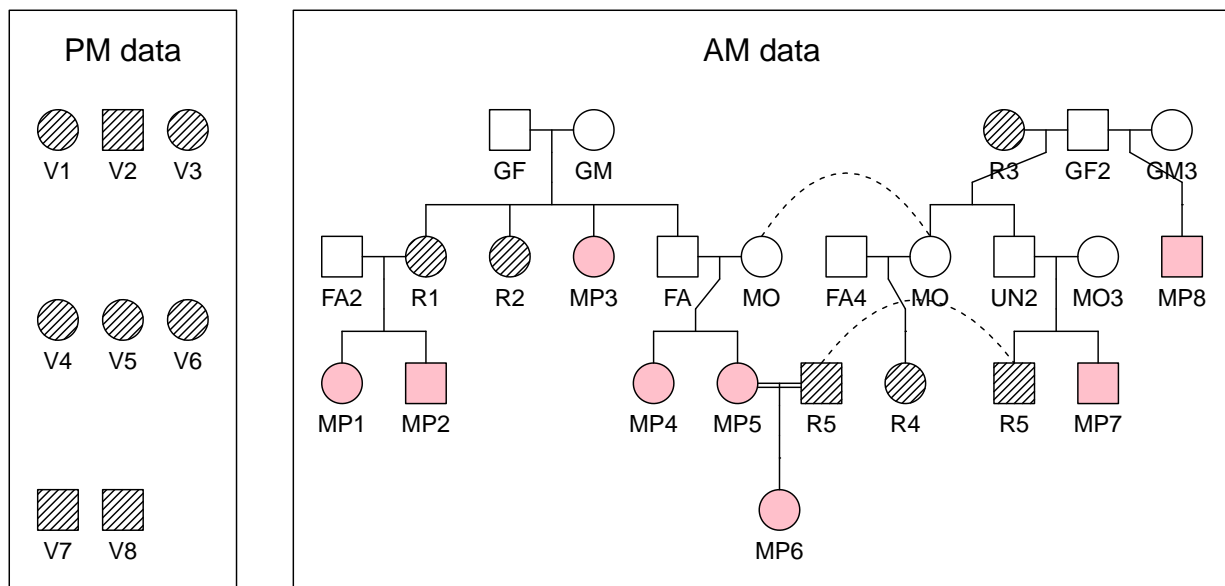 PM data
AM data
V1 V2 V3
GF GM R3 GF2 GM3
FA2 R1 R2 MP3 FA MO FA4 MO UN2 MO3 MP8
V4 V5 V6
MP1 MP2 MP4 MP5 R5 R4 R5 MP7
V7 V8
MP6